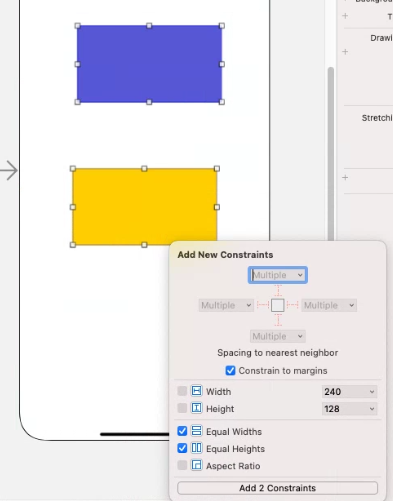 T
Drawi
Stretchi
Add New Constraints
Multiple
Multiple Multiple
Multiple
Spacing to nearest neighbor
Constrain to margins
Width 240
Height 128
Equal Widths
Equal Heights
Aspect Ratio
Add 2 Constraints